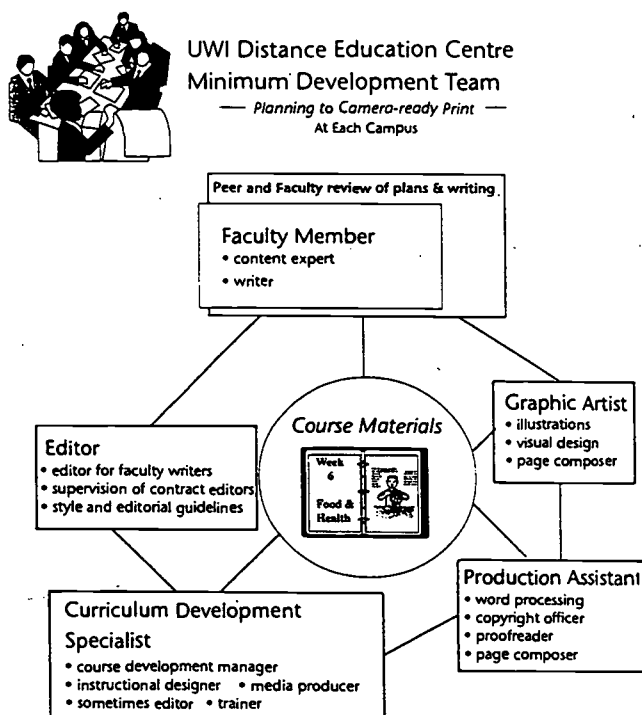 UWI Distance Education Centre
Minimum Development Team
— Planning to Camera-ready Print —
At Each Campus
Peer and Faculty review of plans & writing
Faculty Member
• content expert
• writer
Graphic Artist
• illustrations
• visual design
• page composer
Course Materials
Week
6
Food &
Health
Editor
• editor for faculty writers
• supervision of contract editors
• style and editorial guidelines
Production Assistant
• word processing
• copyright officer
• proofreader
• page composer
Curriculum Development
Specialist
• course development manager
• instructional designer • media producer
• sometimes editor • trainer